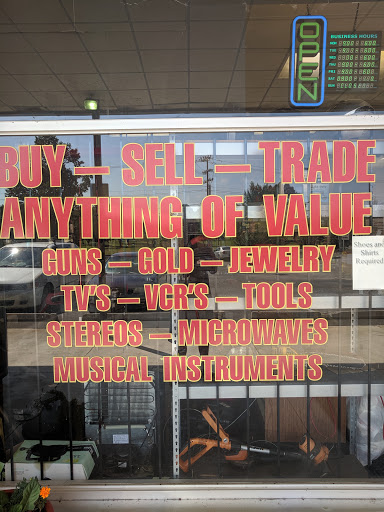 OPEN
BUSINESS HOURS
BUY — SELL — TRADE
ANYTHING OF VALUE
Shoes and
Shirts
Required
GUNS — GOLD — JEWELRY
TV'S — VCR'S — TOOLS
STEREOS — MICROWAVES
MUSICAL INSTRUMENTS